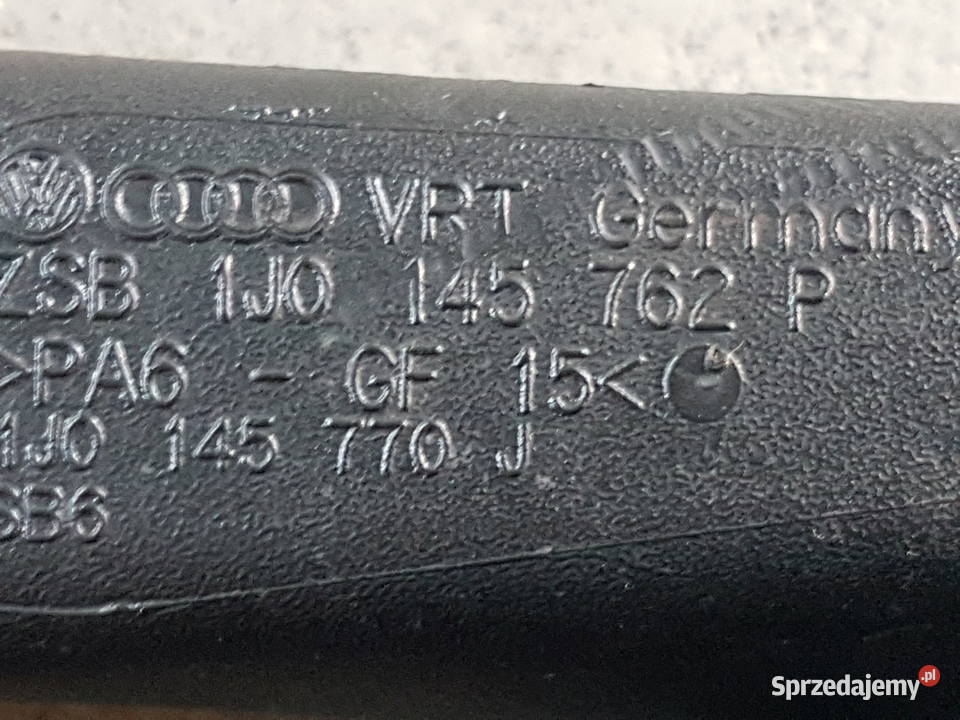 VRT Germany
ZSB 1J0 145 762 P
>PA6 - GF 15<
1J0 145 770 J
SB6
Sprzedajemy.pl